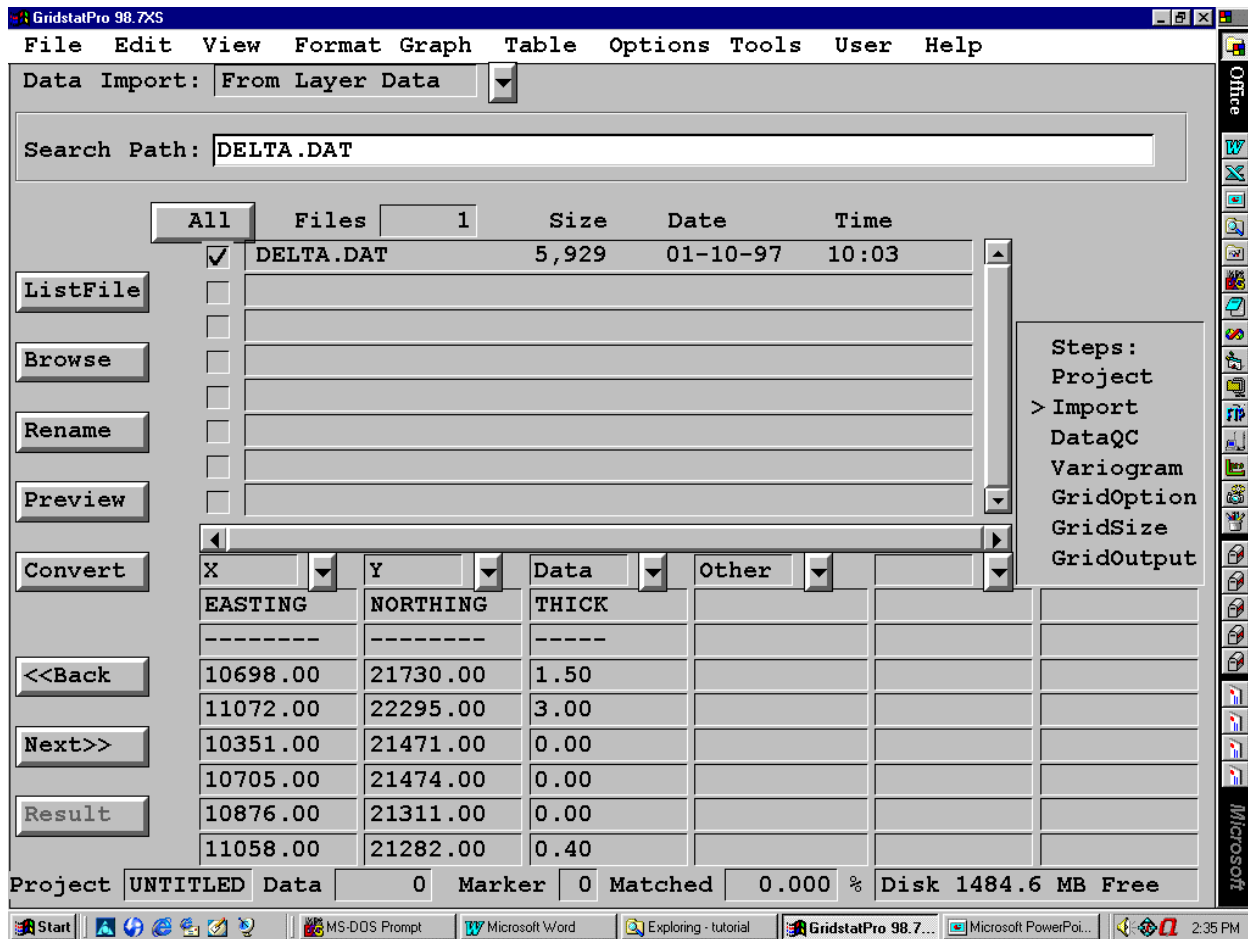 GridstatPro 98.7XS
File Edit View Format Graph Table Options Tools User Help
Data Import: From Layer Data
Search Path: DELTA.DAT
All Files 1 Size Date Time
DELTA.DAT 5,929 01-10-97 10:03
ListFile
Browse
Rename
Preview
Convert
<<Back
Next>>
Result
Steps:
Project
> Import
DataQC
Variogram
GridOption
GridSize
GridOutput
X Y Data Other
EASTING NORTHING THICK
-------- -------- -----
10698.00 21730.00 1.50
11072.00 22295.00 3.00
10351.00 21471.00 0.00
10705.00 21474.00 0.00
10876.00 21311.00 0.00
11058.00 21282.00 0.40
Project UNTITLED Data 0 Marker 0 Matched 0.000 % Disk 1484.6 MB Free
Office
Microsoft
Start MS-DOS Prompt Microsoft Word Exploring - tutorial GridstatPro 98.7... Microsoft PowerPoi... 2:35 PM